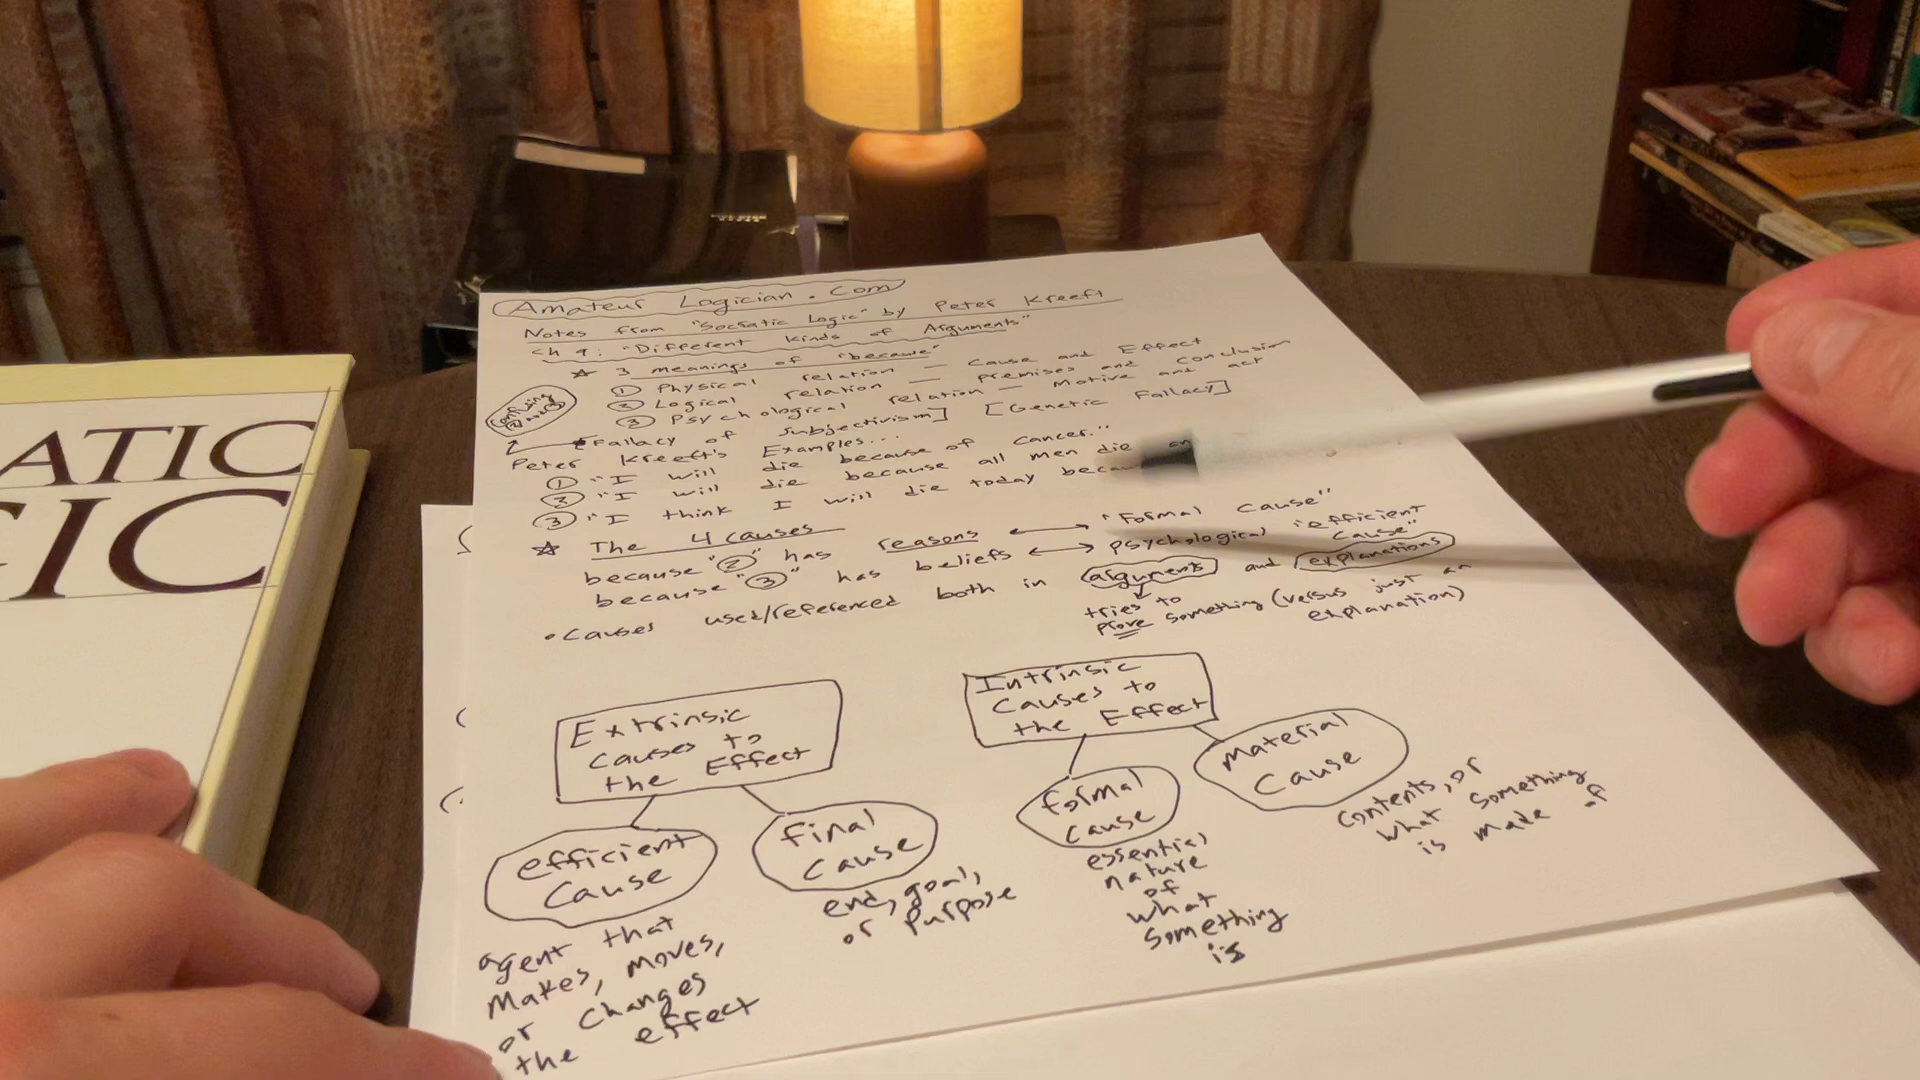 ATIC
GIC
Amateur Logician.com
Notes from "Socratic Logic" by Peter Kreeft
Ch 9: "Different Kinds of Arguments"
☆ 3 meanings of "because"
① Physical relation — Cause and Effect
② Logical relation — premises and conclusion
③ Psychological relation — Motive and act
Confusing ② and ③
Fallacy of Subjectivism] [Genetic Fallacy]
Peter Kreeft's Examples...
① "I will die because of cancer."
② "I will die because all men die an
③ "I think I will die today becau
☆ The 4 causes
because "②" has reasons ↔ "Formal Cause"
because "③" has beliefs ↔ psychological "efficient cause"
• Causes used/referenced both in arguments and explanations
tries to prove something (versus just an explanation)
Extrinsic
Causes to
the Effect
efficient
Cause
agent that
Makes, moves,
or changes
the effect
final
Cause
end, goal,
or purpose
Intrinsic
Causes to
the Effect
formal
cause
essential
nature
of
what
something
is
material
Cause
contents, or
what something
is made of